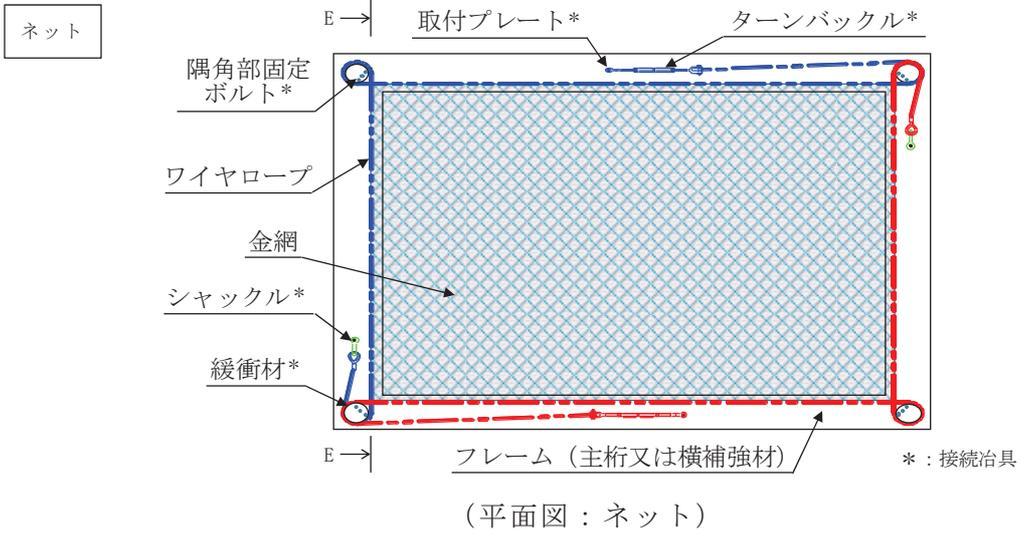 ネット
E
取付プレート*
ターンバックル*
隅角部固定
ボルト*
ワイヤロープ
金網
シャックル*
緩衝材*
E
フレーム（主桁又は横補強材）
*：接続冶具
（平面図：ネット）